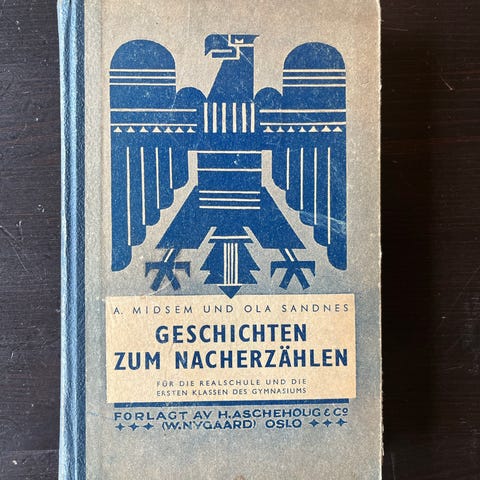 A. MIDSEM UND OLA SANDNES
GESCHICHTEN
ZUM NACHERZÄHLEN
FÜR DIE REALSCHULE UND DIE
ERSTEN KLASSEN DES GYMNASIUMS
FORLAGT AV H. ASCHEHOUG & Co
(W. NYGAARD) OSLO